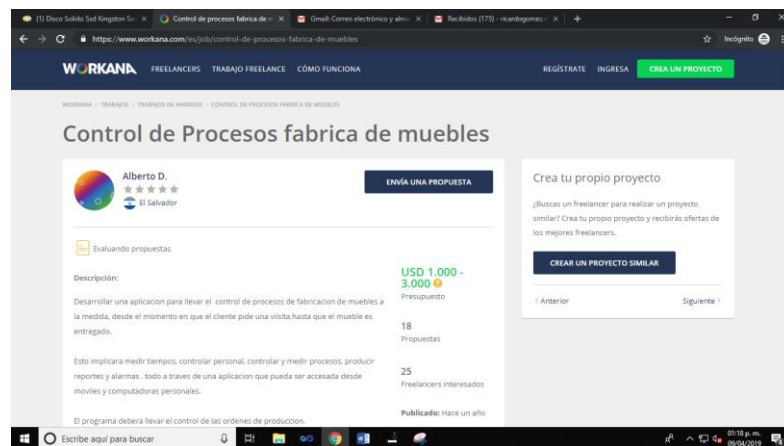 (1) Disco Solido Ssd Kingston
Control de procesos fabrica de m
Gmail: Correo electrónico y alma
Recibidos (175) - ricardogomez
https://www.workana.com/es/job/control-de-procesos-fabrica-de-muebles
Incógnito
WORKANA FREELANCERS TRABAJO FREELANCE CÓMO FUNCIONA REGÍSTRATE INGRESA CREA UN PROYECTO
WORKANA > TRABAJOS > TRABAJOS DE ANDROID > CONTROL DE PROCESOS FABRICA DE MUEBLES
Control de Procesos fabrica de muebles
Alberto D.
El Salvador
ENVÍA UNA PROPUESTA
Evaluando propuestas
Descripción:
Desarrollar una aplicacion para llevar el control de procesos de fabricacion de muebles a
la medida, desde el momento en que el cliente pide una visita,hasta que el mueble es
entregado.
Esto implicara medir tiempos, controlar personal, controlar y medir procesos, producir
reportes y alarmas , todo a traves de una aplicacion que pueda ser accesada desde
moviles y computadoras personales.
El programa debera llevar el control de las ordenes de produccion.
USD 1.000 -
3.000
Presupuesto
18
Propuestas
25
Freelancers interesados
Publicado: Hace un año
Crea tu propio proyecto
¿Buscas un freelancer para realizar un proyecto
similar? Crea tu propio proyecto y recibirás ofertas de
los mejores freelancers.
CREAR UN PROYECTO SIMILAR
< Anterior Siguiente >
Escribe aquí para buscar
01:18 p. m.
09/04/2019